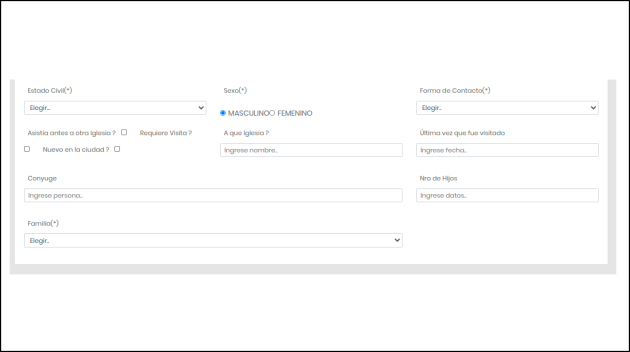 Estado Civil(*) Sexo(*) Forma de Contacto(*)
Elegir.. MASCULINO FEMENINO Elegir..
Asistia antes a otra Iglesia ? Requiere Visita ? A que Iglesia ? Última vez que fue visitado
Nuevo en la ciudad ? Ingrese nombre.. Ingrese fecha..
Conyuge Nro de Hijos
Ingrese persona.. Ingrese datos..
Familia(*)
Elegir..